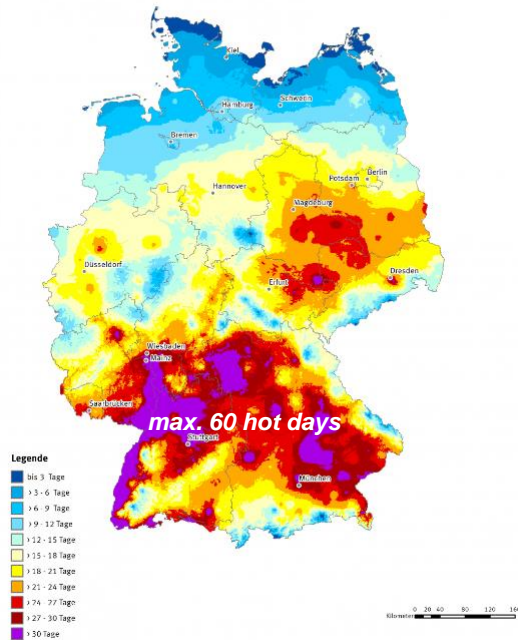 Kiel
Schwerin
Hamburg
Bremen
Berlin
Potsdam
Hannover
Magdeburg
Düsseldorf
Dresden
Erfurt
Wiesbaden
Mainz
Saarbrücken
max. 60 hot days
Stuttgart
München
Legende
bis 3 Tage
> 3 - 6 Tage
> 6 - 9 Tage
> 9 - 12 Tage
> 12 - 15 Tage
> 15 - 18 Tage
> 18 - 21 Tage
> 21 - 24 Tage
> 24 - 27 Tage
> 27 - 30 Tage
> 30 Tage
Kilometer 0 20 40 80 120 160